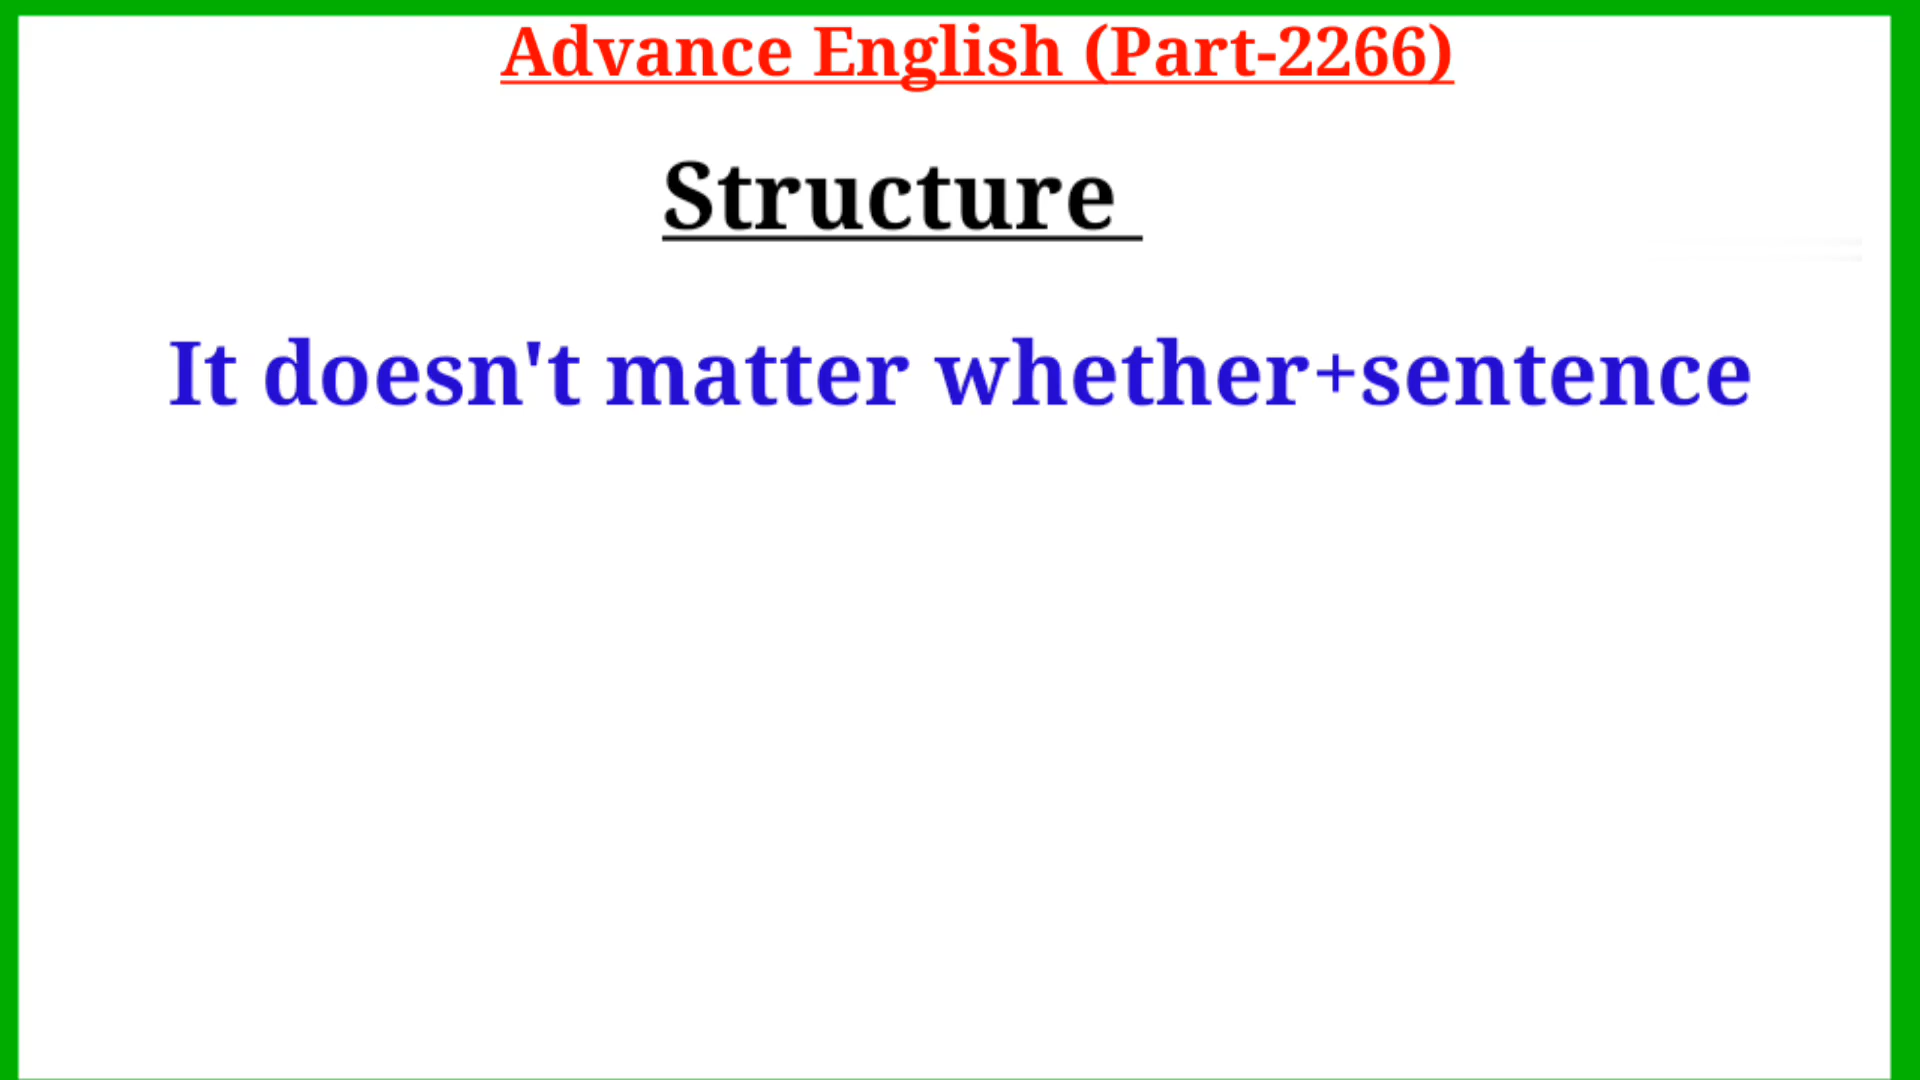 Advance English (Part-2266)
Structure
It doesn't matter whether+sentence